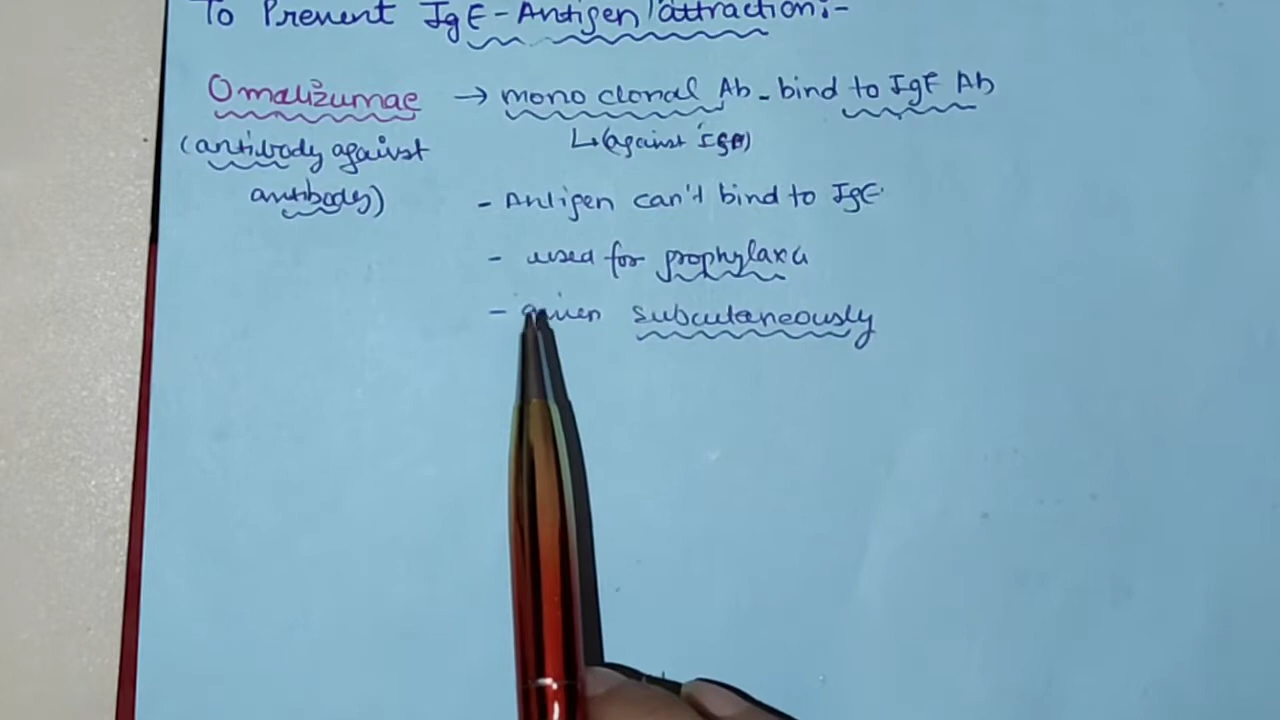 To Prevent IgE-Antigen attraction:-
Omalizumab → mono clonal Ab - bind to IgE Ab
(antibody against ↳(against IgE)
antibody)
- Antigen can't bind to IgE
- used for prophylaxis
- given subcutaneously